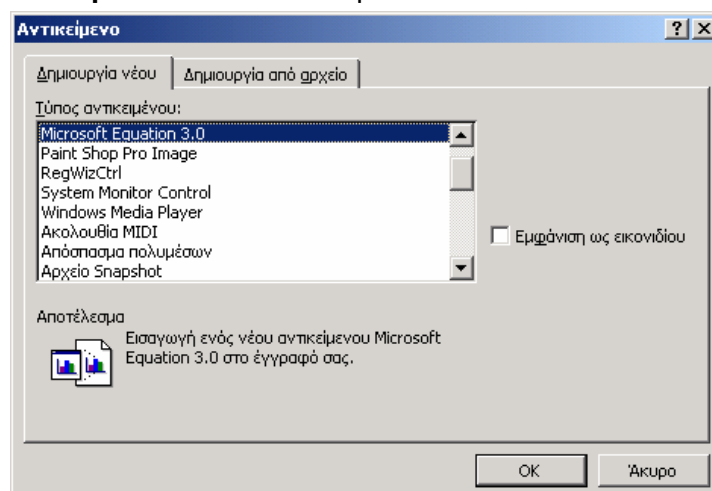 Αντικείμενο
Δημιουργία νέου
Δημιουργία από αρχείο
Τύπος αντικειμένου:
Microsoft Equation 3.0
Paint Shop Pro Image
RegWizCtrl
System Monitor Control
Windows Media Player
Ακολουθία MIDI
Απόσπασμα πολυμέσων
Αρχείο Snapshot
Εμφάνιση ως εικονιδίου
Αποτέλεσμα
Εισαγωγή ενός νέου αντικείμενου Microsoft
Equation 3.0 στο έγγραφό σας.
OK
Άκυρο